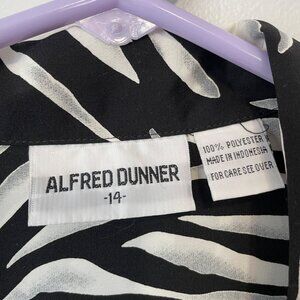 ALFRED DUNNER
-14-
100% POLYESTER
MADE IN INDONESIA
FOR CARE SEE OVER